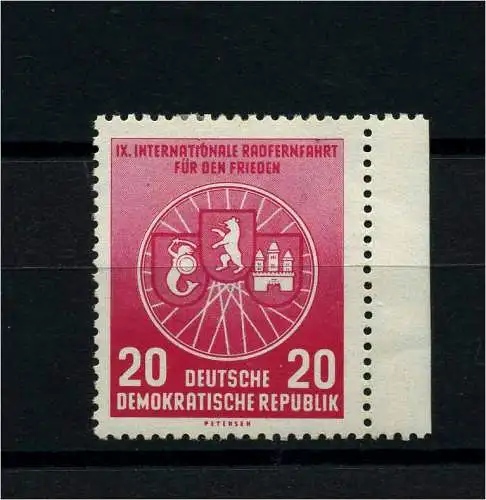 IX. INTERNATIONALE RADFERNFAHRT
FÜR DEN FRIEDEN
20 DEUTSCHE 20
DEMOKRATISCHE REPUBLIK
PETERSEN